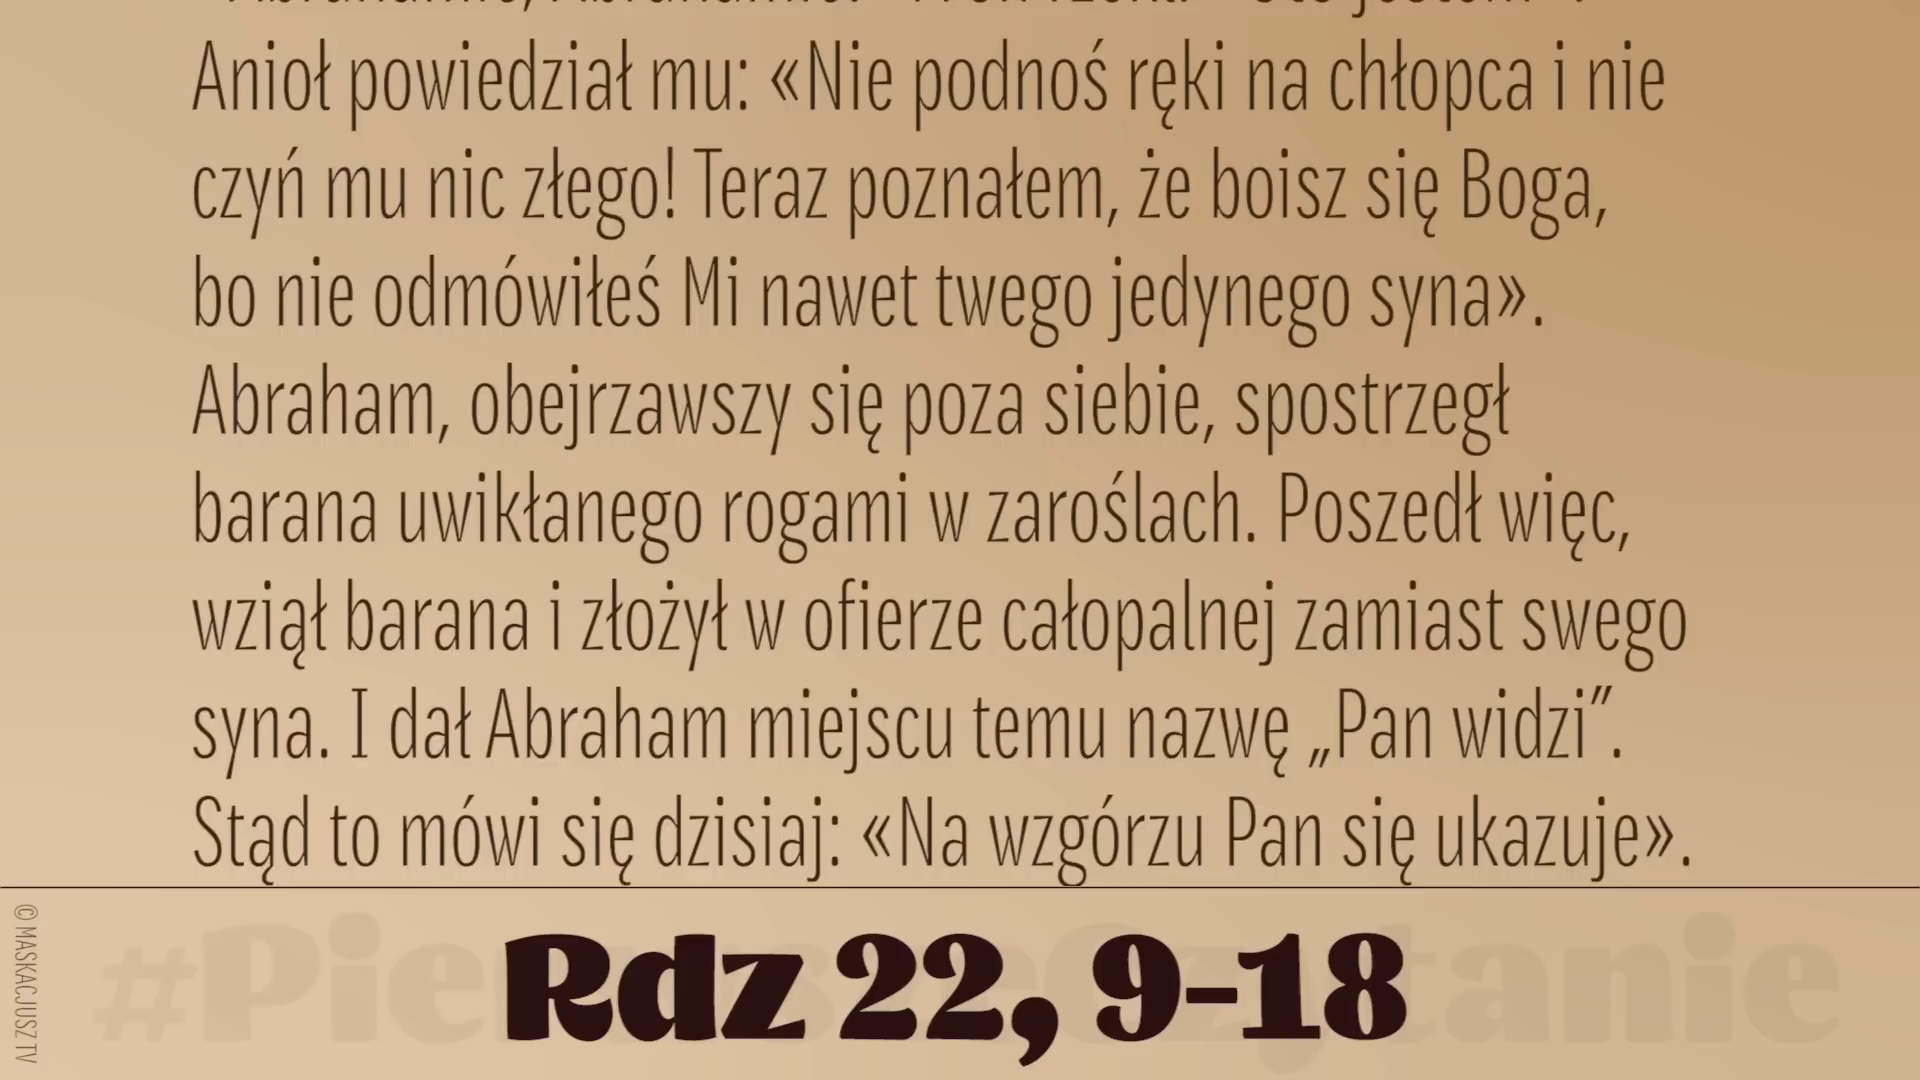 Anioł powiedział mu: «Nie podnoś ręki na chłopca i nie
czyń mu nic złego! Teraz poznałem, że boisz się Boga,
bo nie odmówiłeś Mi nawet twego jedynego syna».
Abraham, obejrzawszy się poza siebie, spostrzegł
barana uwikłanego rogami w zaroślach. Poszedł więc,
wziął barana i złożył w ofierze całopalnej zamiast swego
syna. I dał Abraham miejscu temu nazwę „Pan widzi”.
Stąd to mówi się dzisiaj: «Na wzgórzu Pan się ukazuje».
Rdz 22, 9-18
© MASKACJUSZ TV